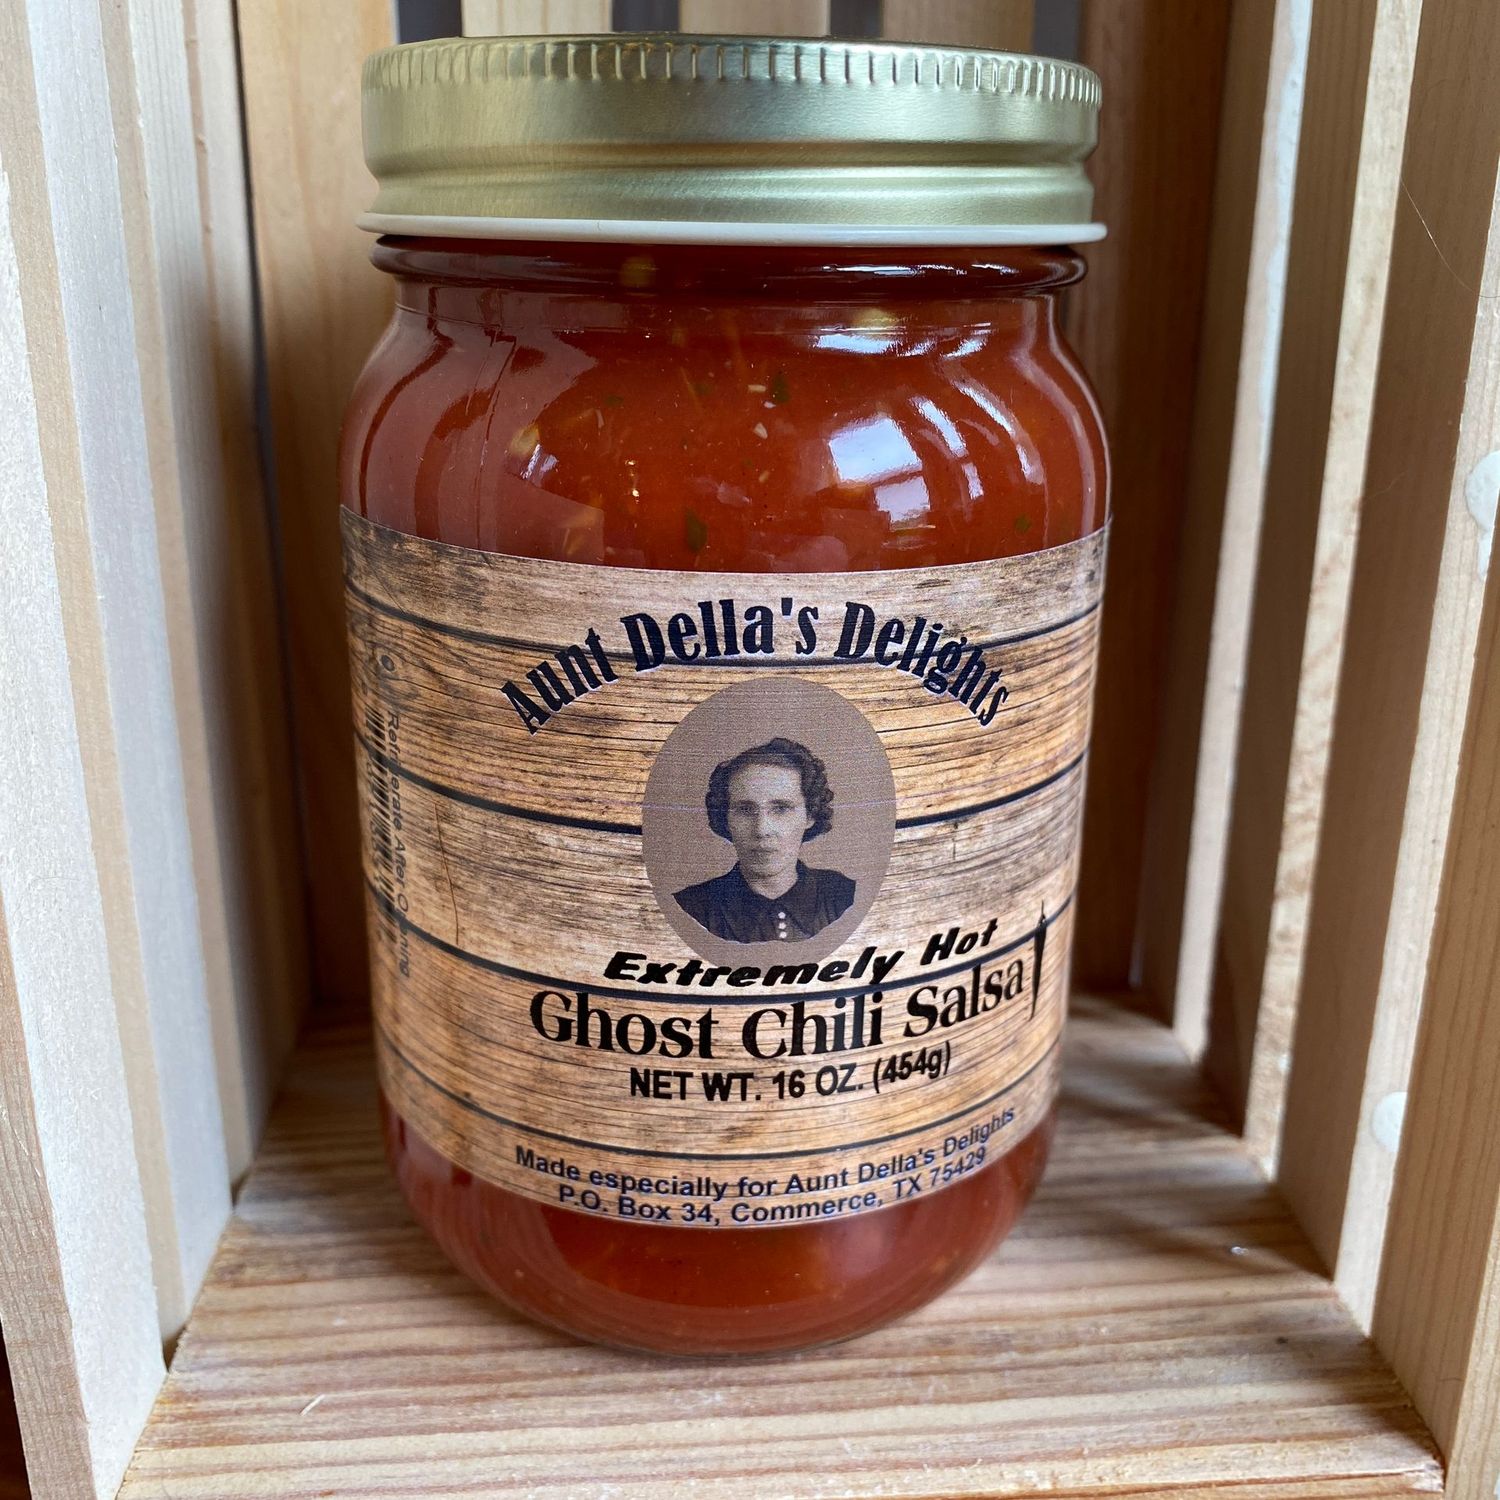 Aunt Della's Delights
Extremely Hot
Ghost Chili Salsa
NET WT. 16 OZ. (454g)
Made especially for Aunt Della's Delights
P.O. Box 34, Commerce, TX 75429
Refrigerate After Opening